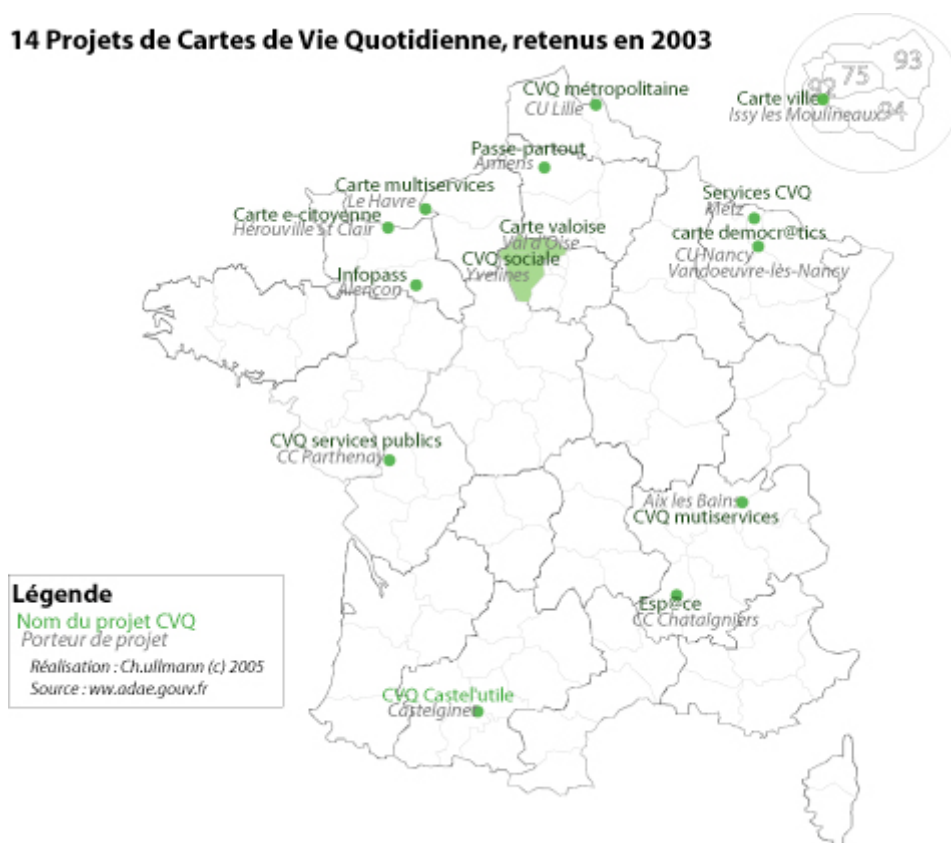 14 Projets de Cartes de Vie Quotidienne, retenus en 2003
93
75
92
94
Carte ville
Issy les Moulineaux
CVQ métropolitaine
CU Lille
Passe-partout
Amiens
Carte multiservices
Le Havre
Carte e-citoyenne
Hérouville St Clair
Services CVQ
Metz
Carte valoise
Val d'Oise
carte democr@tics
CU Nancy
Vandoeuvre-lès-Nancy
CVQ sociale
Yvelines
Infopass
Alençon
CVQ services publics
CC Parthenay
Aix les Bains
CVQ mutiservices
Esp@ce
CC Chataigniers
CVQ Castel'utile
Castelginest
Légende
Nom du projet CVQ
Porteur de projet
Réalisation : Ch.ullmann (c) 2005
Source : ww.adae.gouv.fr